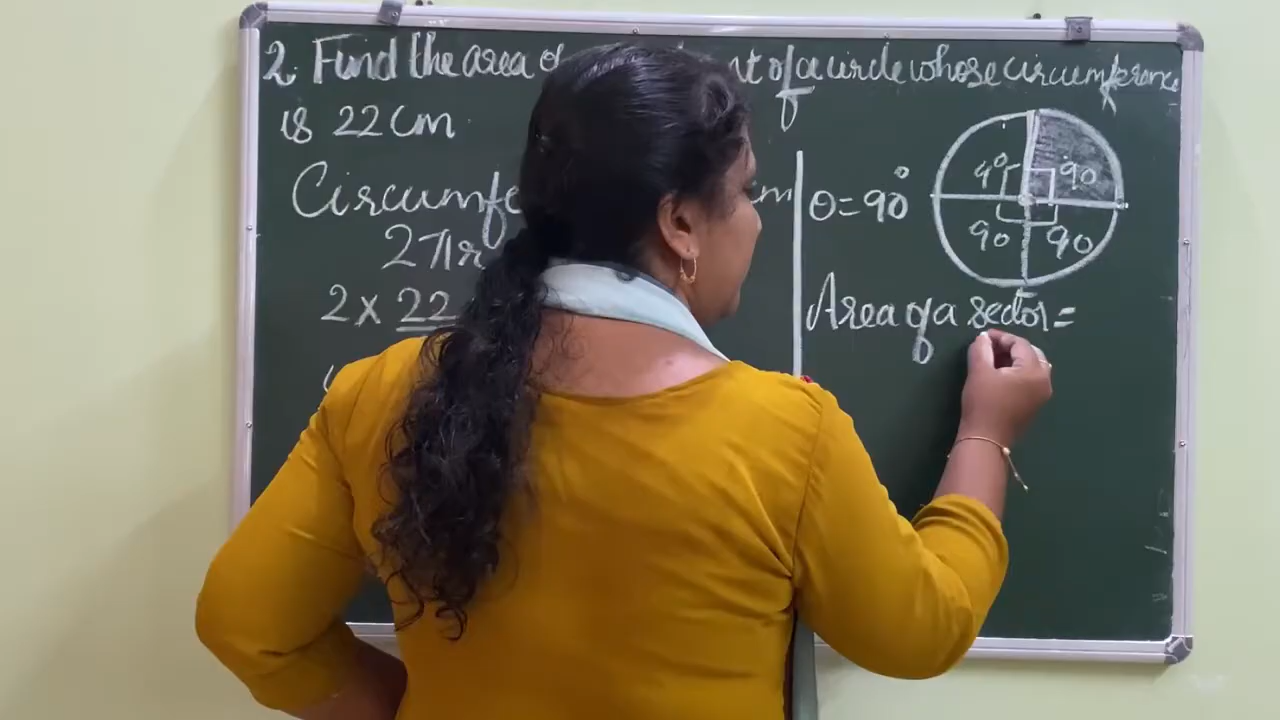 2. Find the area of of a circle whose circumference
is 22 cm
2πr
2 x 22
θ = 90°
90
90
90
90
Area of a sector =